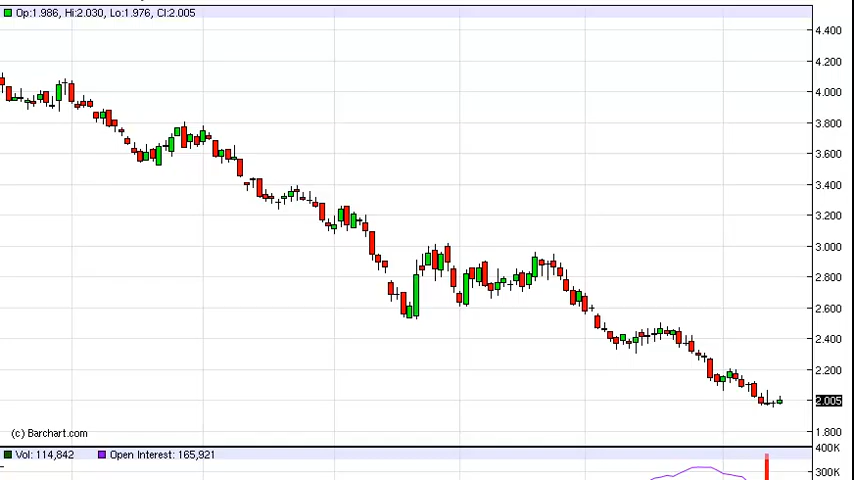 Op:1.986, Hi:2.030, Lo:1.976, Cl:2.005
4.400
4.200
4.000
3.800
3.600
3.400
3.200
3.000
2.800
2.600
2.400
2.200
2.005
1.800
(c) Barchart.com
Vol: 114,842 Open Interest: 165,921
400K
300K